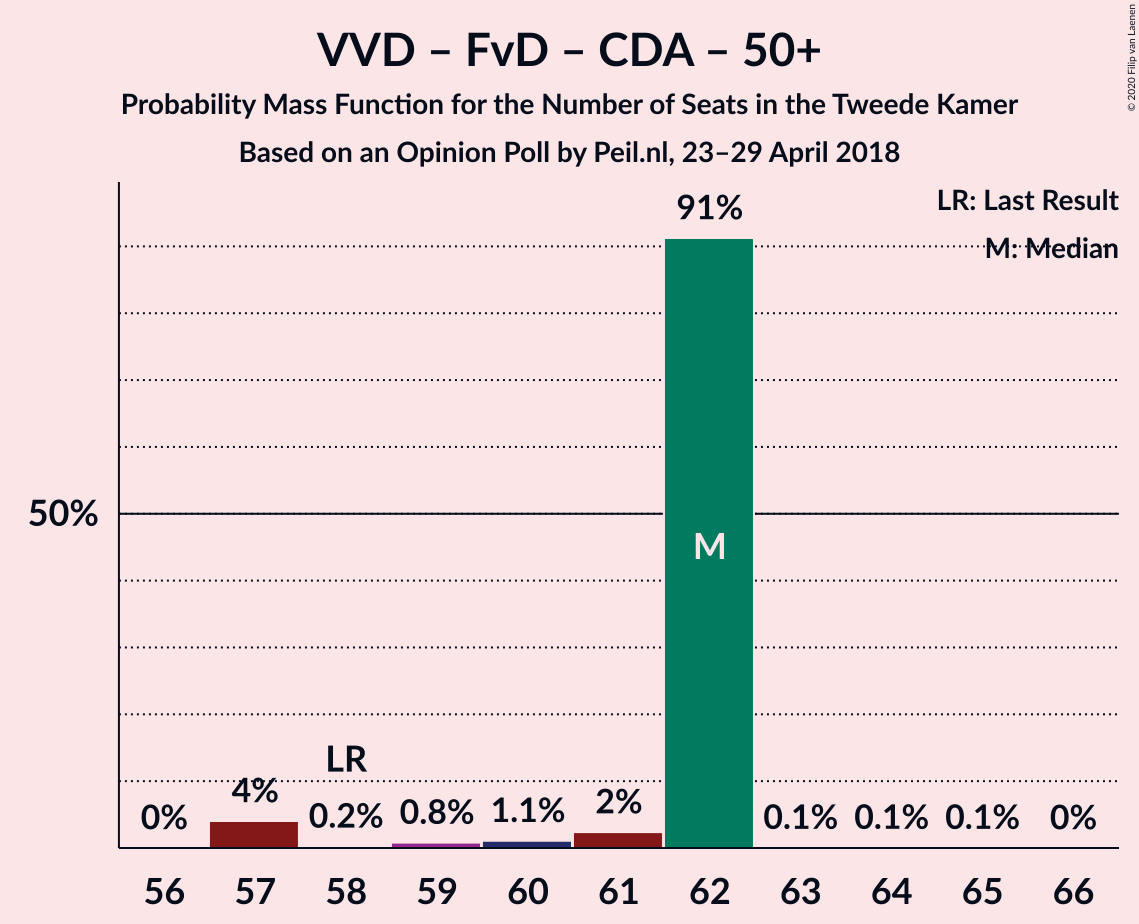 VVD – FvD – CDA – 50+
Probability Mass Function for the Number of Seats in the Tweede Kamer
Based on an Opinion Poll by Peil.nl, 23–29 April 2018
© 2020 Filip van Laenen
LR: Last Result
M: Median
91%
50%
M
LR
0% 4% 0.2% 0.8% 1.1% 2% 0.1% 0.1% 0.1% 0%
56 57 58 59 60 61 62 63 64 65 66